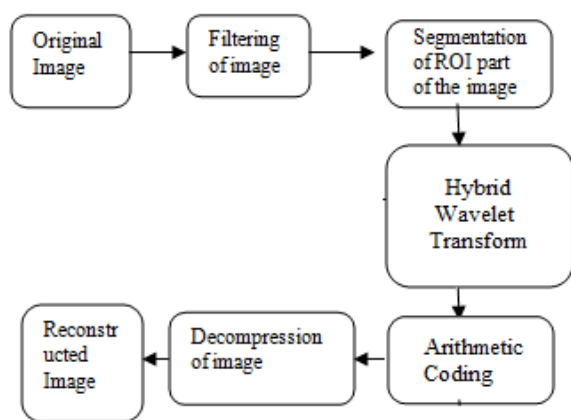 Original
Image
Filtering
of image
Segmentation
of ROI part
of the image
Hybrid
Wavelet
Transform
Arithmetic
Coding
Decompression
of image
Reconstr
ucted
Image